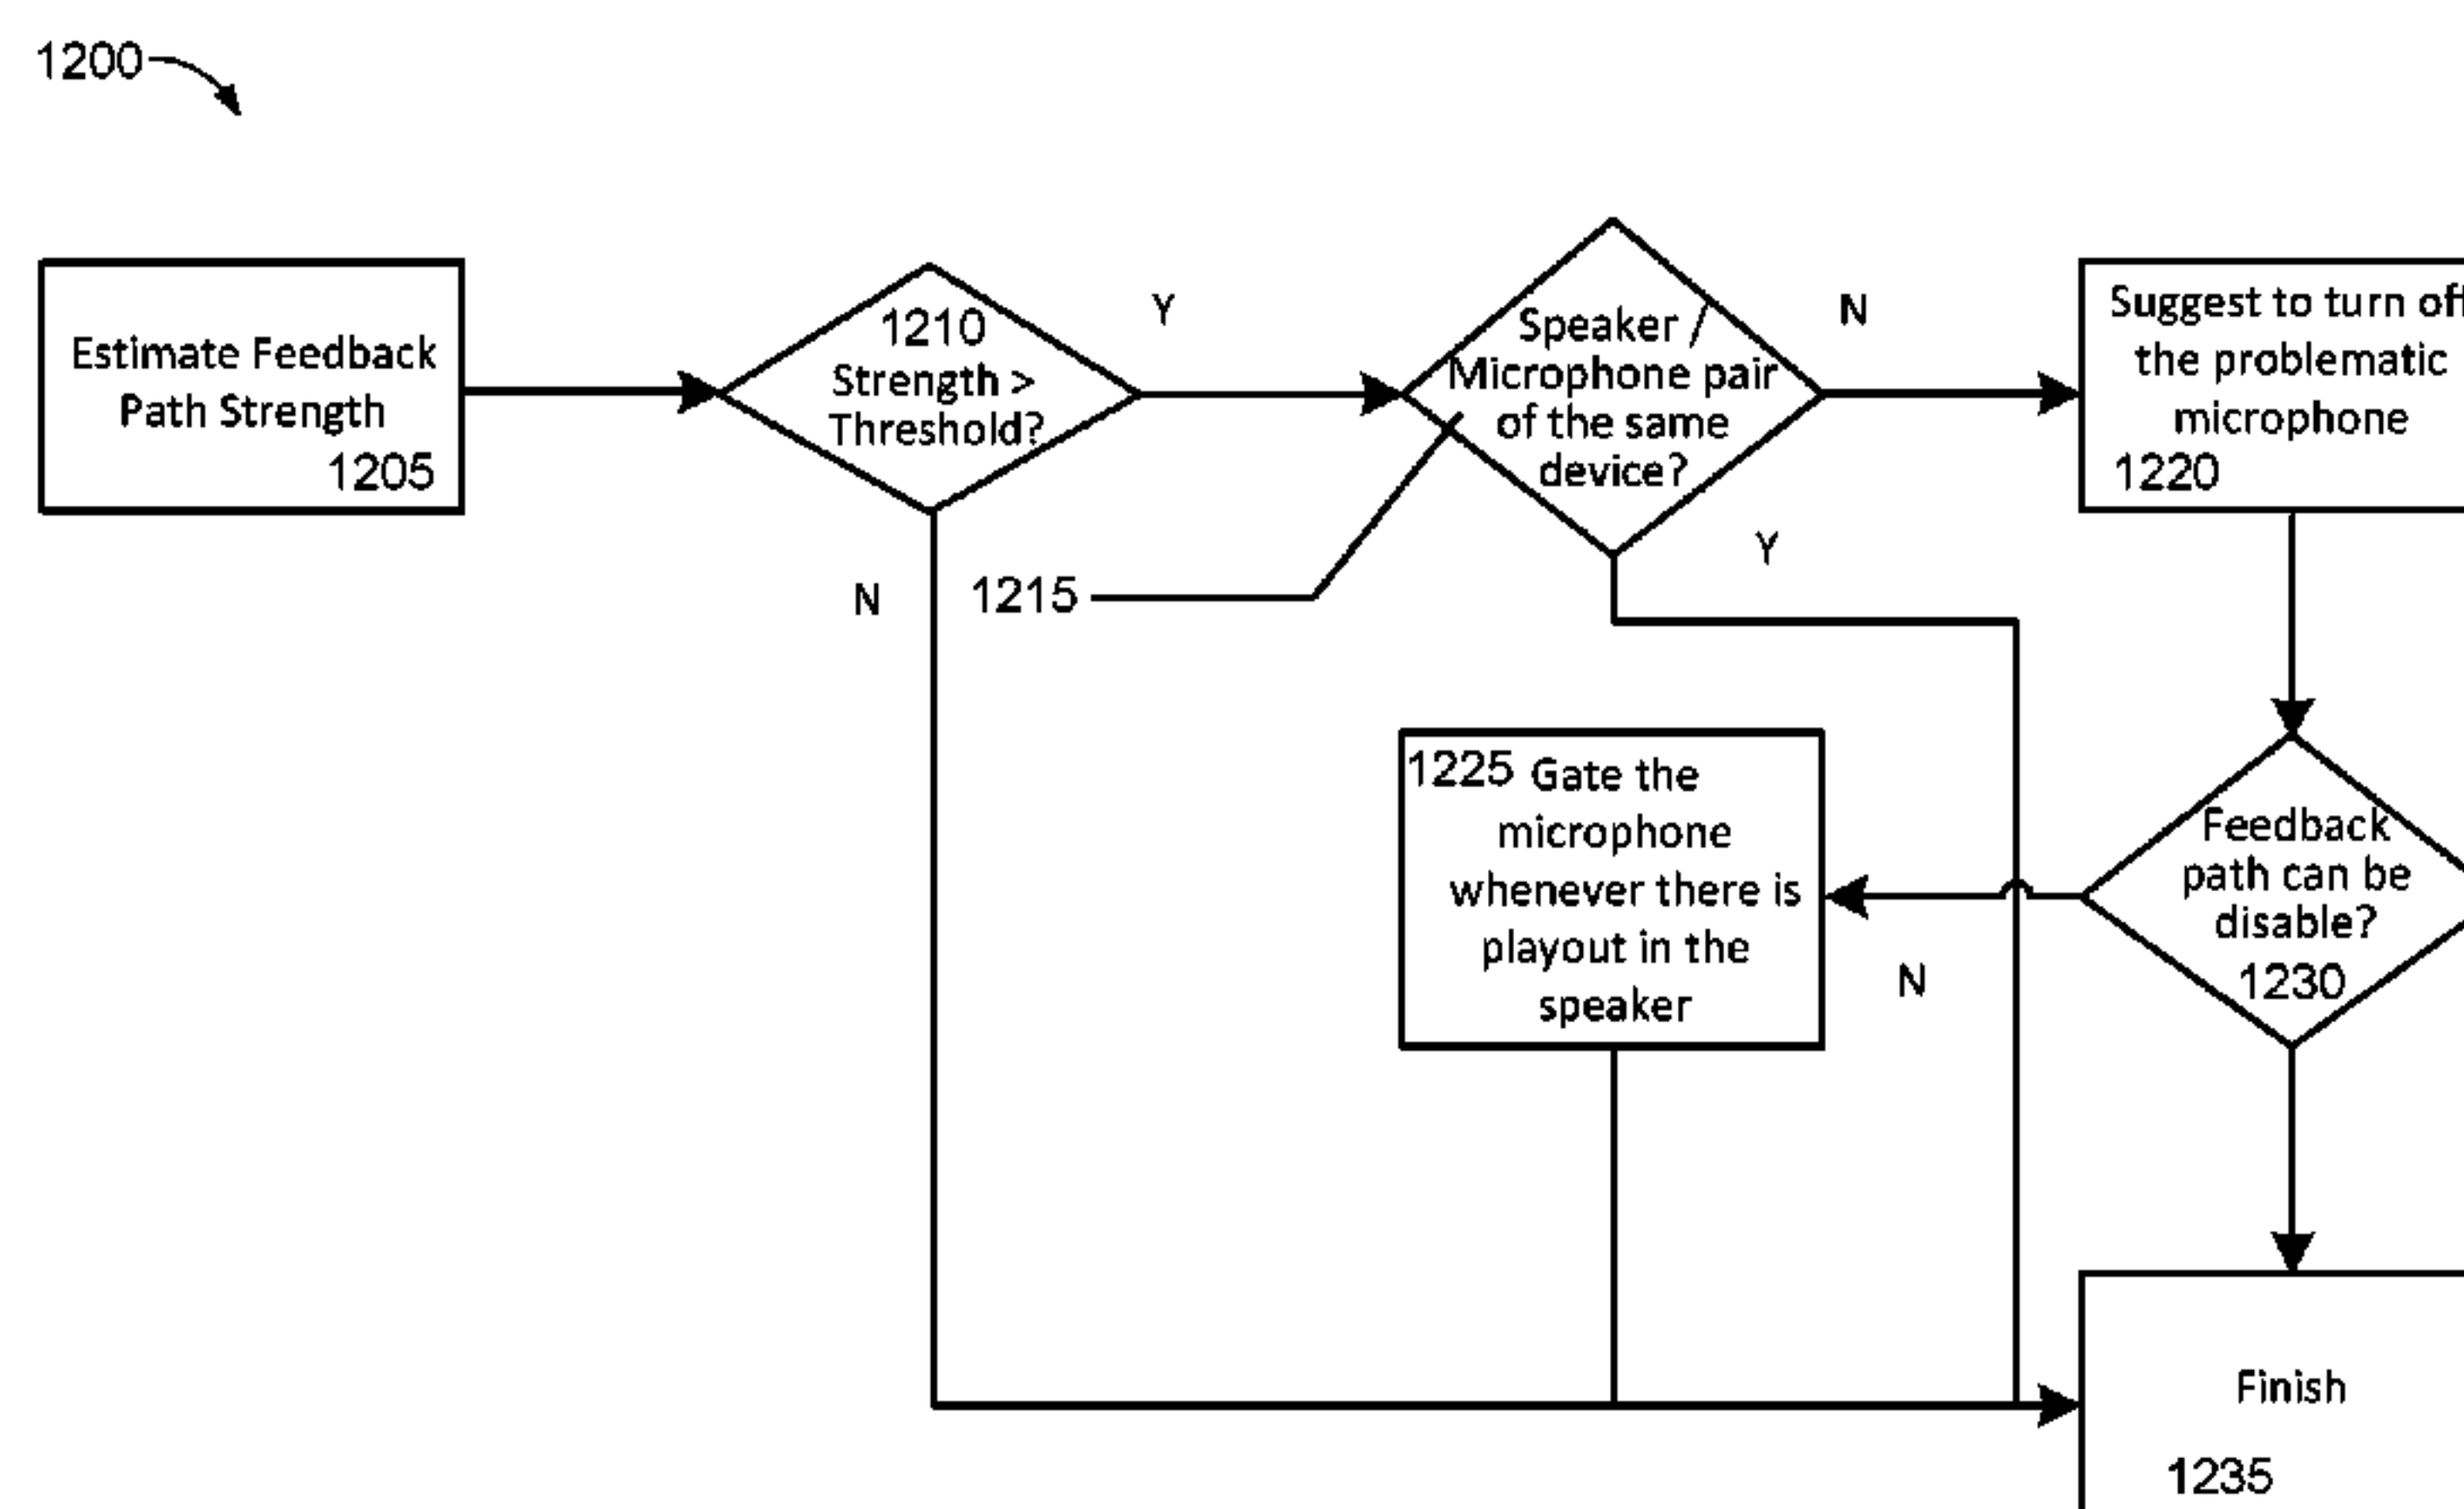 1200
Estimate Feedback
Path Strength
1205
1210
Strength >
Threshold?
Y
N
Speaker /
Microphone pair
of the same
device?
1215
N
Y
Suggest to turn off
the problematic
microphone
1220
1225 Gate the
microphone
whenever there is
playout in the
speaker
Feedback
path can be
disable?
1230
N
Finish
1235